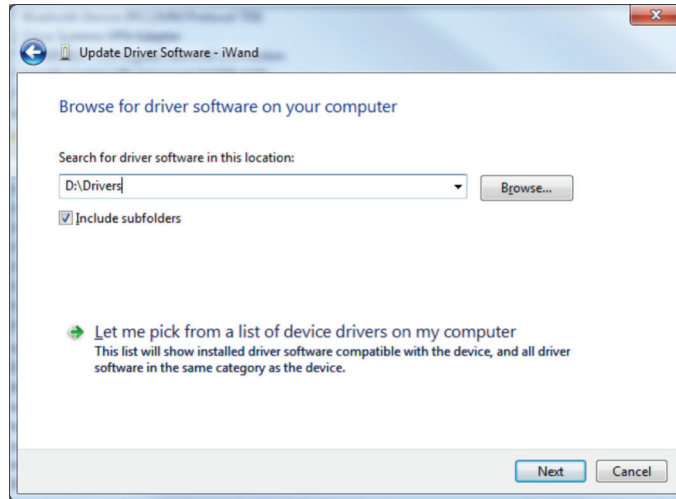 Update Driver Software - iWand
Browse for driver software on your computer
Search for driver software in this location:
D:\Drivers
Browse...
Include subfolders
Let me pick from a list of device drivers on my computer
This list will show installed driver software compatible with the device, and all driver
software in the same category as the device.
Next Cancel